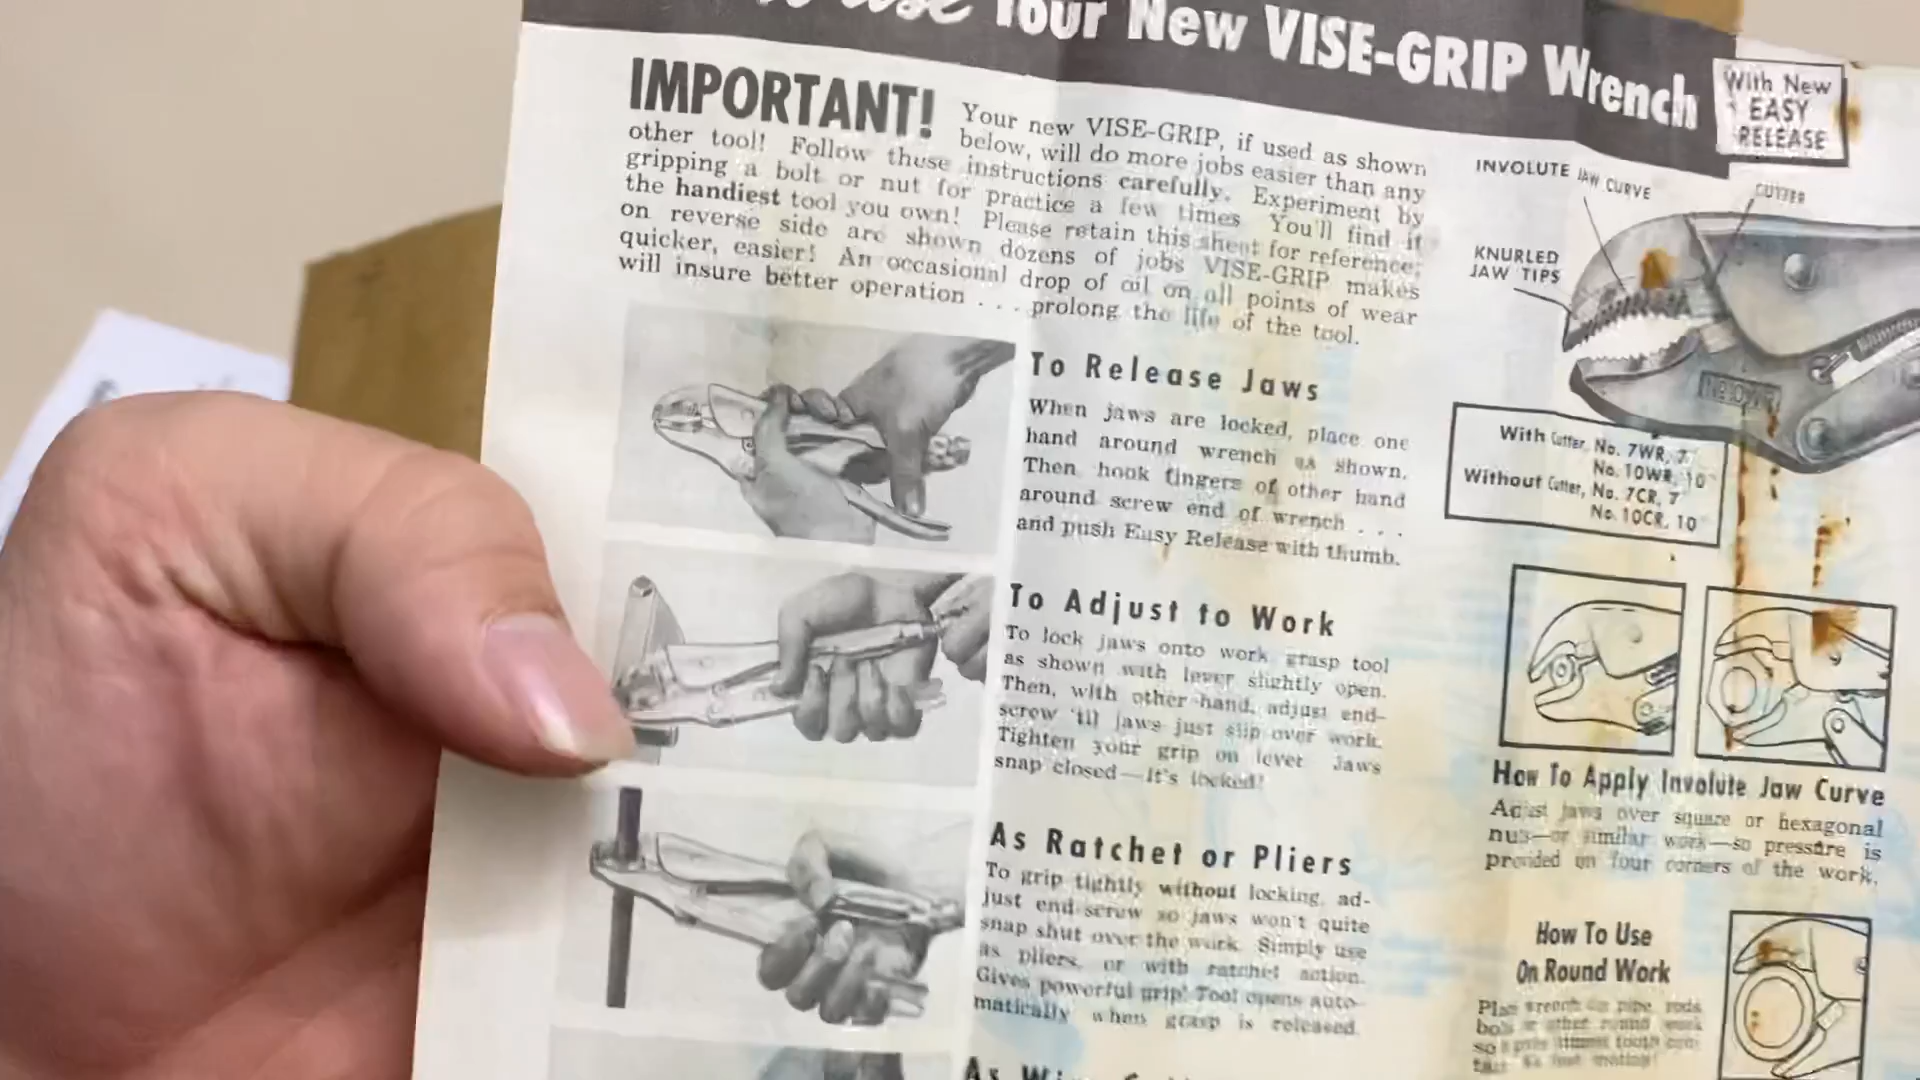 Use Your New VISE-GRIP Wrench
With New
EASY
RELEASE
IMPORTANT! Your new VISE-GRIP, if used as shown
below, will do more jobs easier than any
other tool! Follow these instructions carefully. Experiment by
gripping a bolt or nut for practice a few times You'll find it
the handiest tool you own! Please retain this sheet for reference;
on reverse side are shown dozens of jobs VISE-GRIP makes
quicker, easier! An occasional drop of oil on all points of wear
will insure better operation . . . prolong the life of the tool.
To Release Jaws
When jaws are locked, place one
hand around wrench as shown.
Then hook fingers of other hand
around screw end of wrench . . .
and push Easy Release with thumb.
To Adjust to Work
To lock jaws onto work grasp tool
as shown with lever slightly open.
Then, with other hand, adjust end-
screw 'til jaws just slip over work.
Tighten your grip on lever Jaws
snap closed—it's locked!
As Ratchet or Pliers
To grip tightly without locking, ad-
just end screw so jaws won't quite
snap shut over the work. Simply use
as pliers, or with ratchet action.
Gives powerful grip! Tool opens auto-
matically when grasp is released.
INVOLUTE JAW CURVE
CUTTER
KNURLED
JAW TIPS
With Cutter, No. 7WR, 7
No. 10WR, 10"
Without Cutter, No. 7CR, 7
No. 10CR, 10
How To Apply Involute Jaw Curve
Adjust jaws over square or hexagonal
nuts—or similar work—so pressure is
provided on four corners of the work.
How To Use
On Round Work
wrench on pipe, rods
or other round work